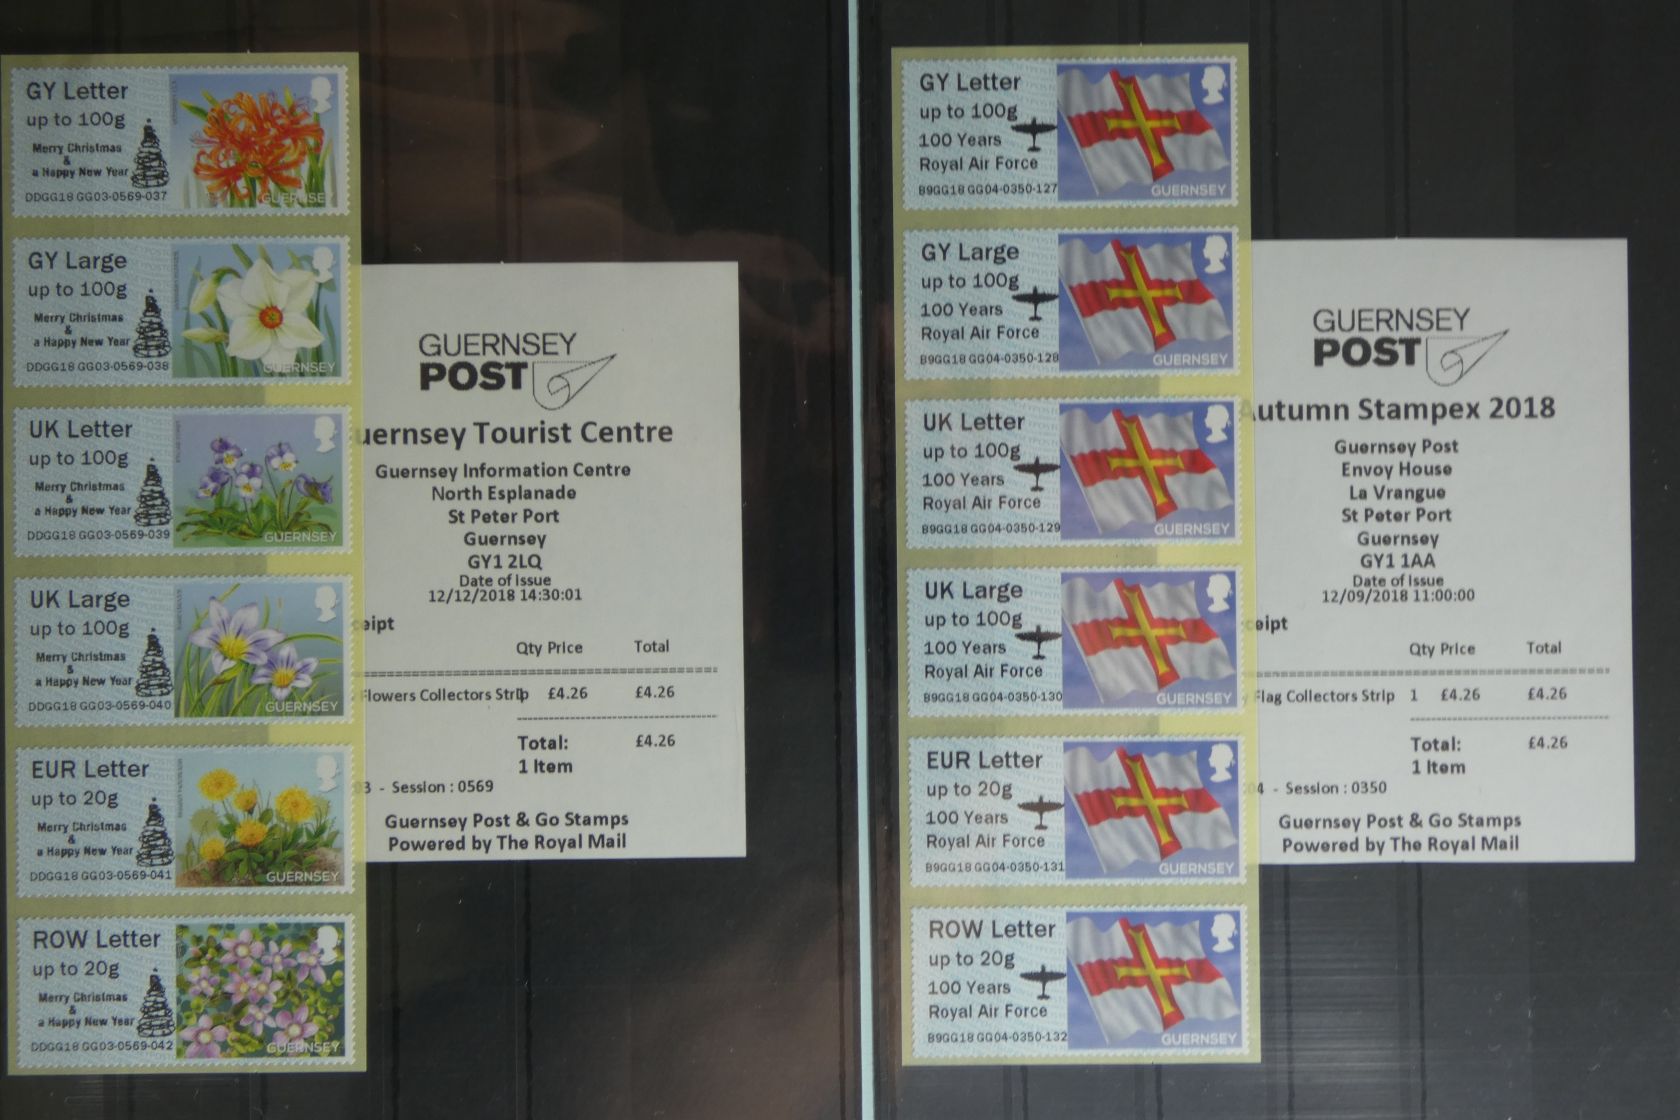 GY Letter
up to 100g
Merry Christmas
&
a Happy New Year
DDGG18 GG03-0569-037
GUERNSEY
GY Large
up to 100g
Merry Christmas
&
a Happy New Year
DDGG18 GG03-0569-038
GUERNSEY
UK Letter
up to 100g
Merry Christmas
&
a Happy New Year
DDGG18 GG03-0569-039
GUERNSEY
UK Large
up to 100g
Merry Christmas
&
a Happy New Year
DDGG18 GG03-0569-040
GUERNSEY
EUR Letter
up to 20g
Merry Christmas
&
a Happy New Year
DDGG18 GG03-0569-041
GUERNSEY
ROW Letter
up to 20g
Merry Christmas
&
a Happy New Year
DDGG18 GG03-0569-042
GUERNSEY
GUERNSEY
POST
uernsey Tourist Centre
Guernsey Information Centre
North Esplanade
St Peter Port
Guernsey
GY1 2LQ
Date of Issue
12/12/2018 14:30:01
ceipt
Qty Price Total
Flowers Collectors Strip £4.26 £4.26
Total: £4.26
1 Item
03 - Session : 0569
Guernsey Post & Go Stamps
Powered by The Royal Mail
GY Letter
up to 100g
100 Years
Royal Air Force
B9GG18 GG04-0350-127
GUERNSEY
GY Large
up to 100g
100 Years
Royal Air Force
B9GG18 GG04-0350-128
GUERNSEY
UK Letter
up to 100g
100 Years
Royal Air Force
B9GG18 GG04-0350-129
GUERNSEY
UK Large
up to 100g
100 Years
Royal Air Force
B9GG18 GG04-0350-130
GUERNSEY
EUR Letter
up to 20g
100 Years
Royal Air Force
B9GG18 GG04-0350-131
GUERNSEY
ROW Letter
up to 20g
100 Years
Royal Air Force
B9GG18 GG04-0350-132
GUERNSEY
GUERNSEY
POST
Autumn Stampex 2018
Guernsey Post
Envoy House
La Vrangue
St Peter Port
Guernsey
GY1 1AA
Date of Issue
12/09/2018 11:00:00
ceipt
Qty Price Total
Flag Collectors Strip 1 £4.26 £4.26
Total: £4.26
1 Item
04 - Session : 0350
Guernsey Post & Go Stamps
Powered by The Royal Mail